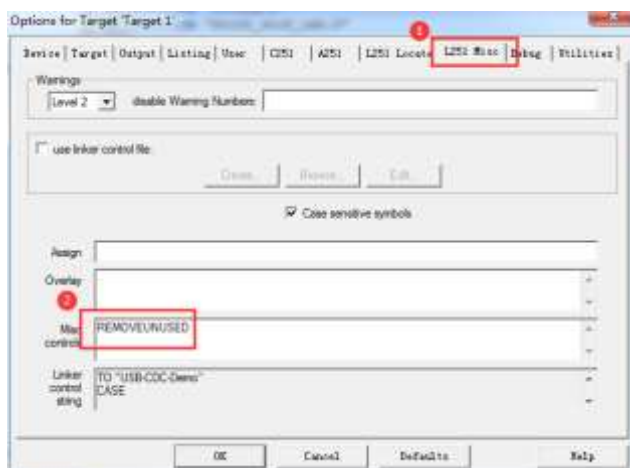 Options for Target 'Target 1'
1
Device | Target | Output | Listing | User | C251 | A251 | L251 Locate | L251 Misc | Debug | Utilities
Warnings
Level 2 disable Warning Numbers:
use linker control file:
Create... Browse... Edit...
Case sensitive symbols
Assign
Overlay
2
Misc controls REMOVEUNUSED
Linker control string TO "USB-CDC-Demo"
CASE
OK Cancel Defaults Help